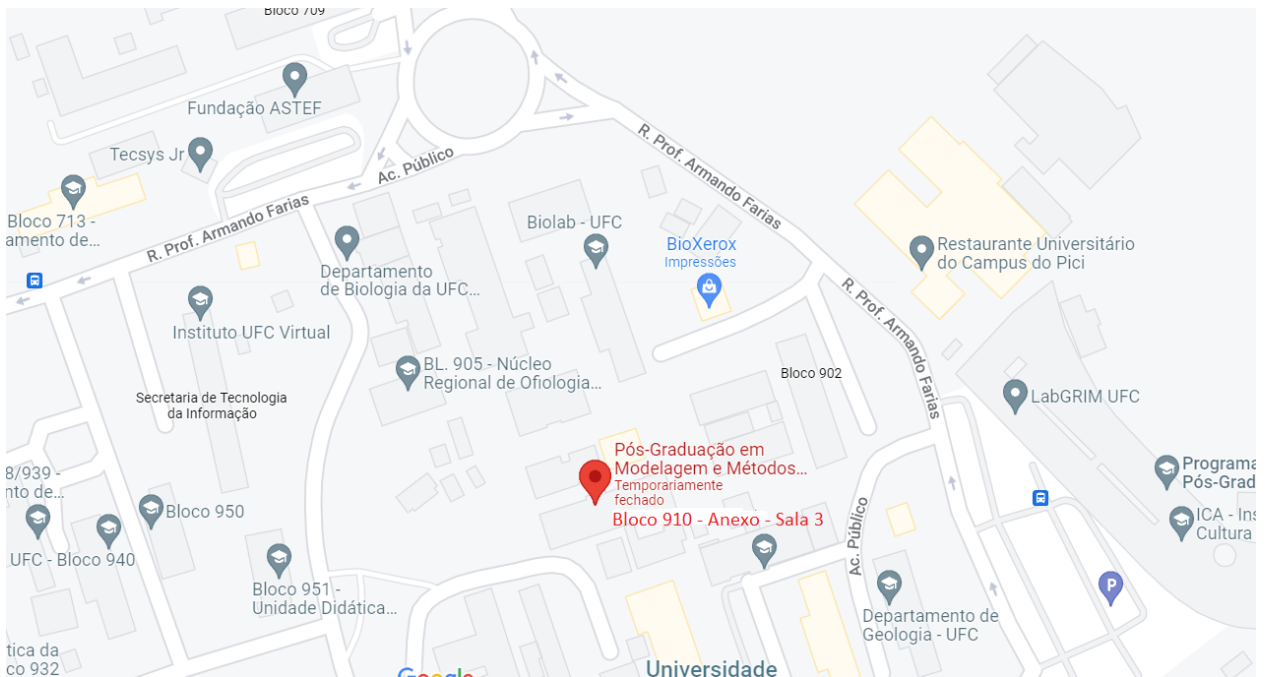 Bloco 709
Fundação ASTEF
Tecsys Jr
Ac. Público
R. Prof. Armando Farias
R. Prof. Armando Farias
Bloco 713 -
amento de...
Departamento
de Biologia da UFC...
Biolab - UFC
BioXerox
Impressões
Restaurante Universitário
do Campus do Pici
R. Prof. Armando Farias
Instituto UFC Virtual
BL. 905 - Núcleo
Regional de Ofiologia...
Bloco 902
LabGRIM UFC
Secretaria de Tecnologia
da Informação
Pós-Graduação em
Modelagem e Métodos...
Temporariamente
fechado
Bloco 910 - Anexo - Sala 3
8/939 -
nto de...
Bloco 950
Programa
Pós-Grad
ICA - Ins
Cultura
UFC - Bloco 940
Ac. Público
Bloco 951 -
Unidade Didática...
P
Departamento de
Geologia - UFC
tica da
co 932
Google
Universidade